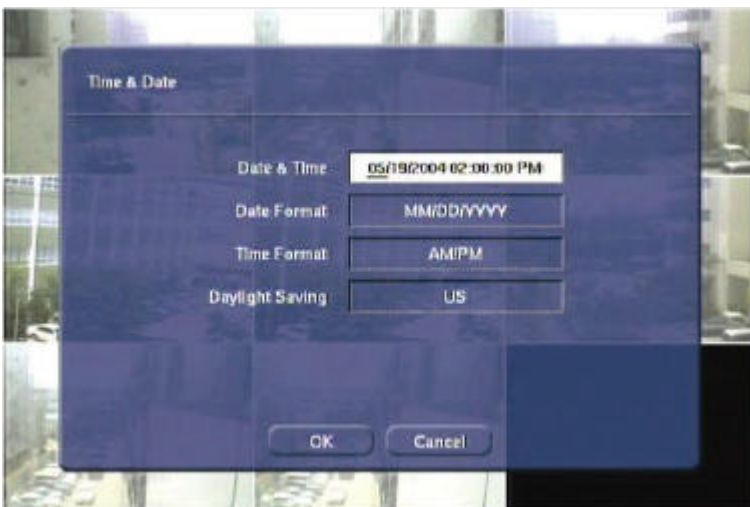 Time & Date
Date & Time 05/19/2004 02:00:00 PM
Date Format MM/DD/YYYY
Time Format AM/PM
Daylight Saving US
OK Cancel